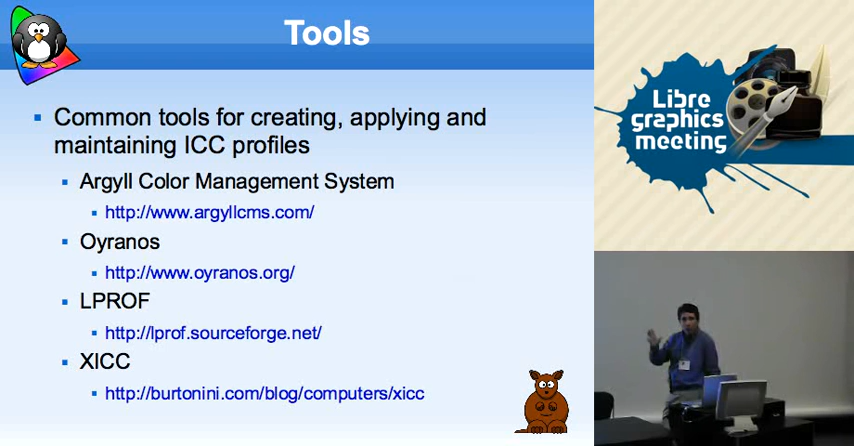 Tools
Common tools for creating, applying and
maintaining ICC profiles
Argyll Color Management System
http://www.argyllcms.com/
Oyranos
http://www.oyranos.org/
LPROF
http://lprof.sourceforge.net/
XICC
http://burtonini.com/blog/computers/xicc
Libre
graphics
meeting